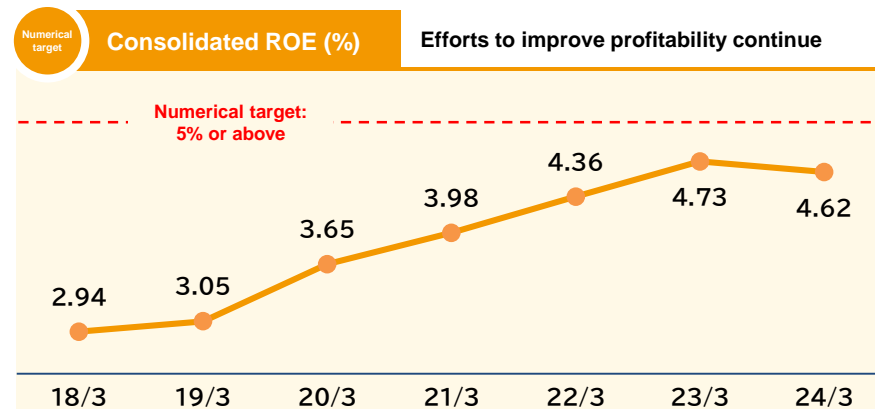 Numerical
target
Consolidated ROE (%)
Efforts to improve profitability continue
Numerical target:
5% or above
2.94
3.05
3.65
3.98
4.36
4.73
4.62
18/3
19/3
20/3
21/3
22/3
23/3
24/3